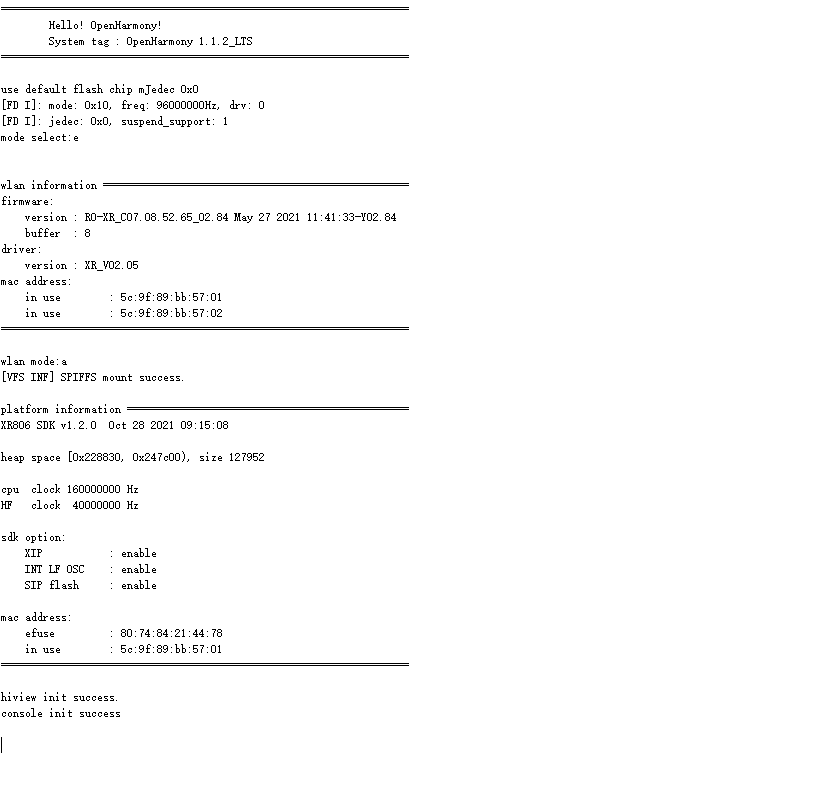 Hello! OpenHarmony!
System tag : OpenHarmony 1.1.2_LTS
use default flash chip mJedec 0x0
[FD I]: mode: 0x10, freq: 96000000Hz, drv: 0
[FD I]: jedec: 0x0, suspend_support: 1
mode select:e
wlan information ==================================================
firmware:
version : R0-XR_C07.08.52.65_02.84 May 27 2021 11:41:33-Y02.84
buffer : 8
driver:
version : XR_V02.05
mac address:
in use : 5c:9f:89:bb:57:01
in use : 5c:9f:89:bb:57:02
====================================================================
wlan mode:a
[VFS INF] SPIFFS mount success.
platform information ===============================================
XR806 SDK v1.2.0 Oct 28 2021 09:15:08
heap space [0x228830, 0x247c00), size 127952
cpu clock 160000000 Hz
HF clock 40000000 Hz
sdk option:
XIP : enable
INT LF OSC : enable
SIP flash : enable
mac address:
efuse : 80:74:84:21:44:78
in use : 5c:9f:89:bb:57:01
====================================================================
hiview init success.
console init success